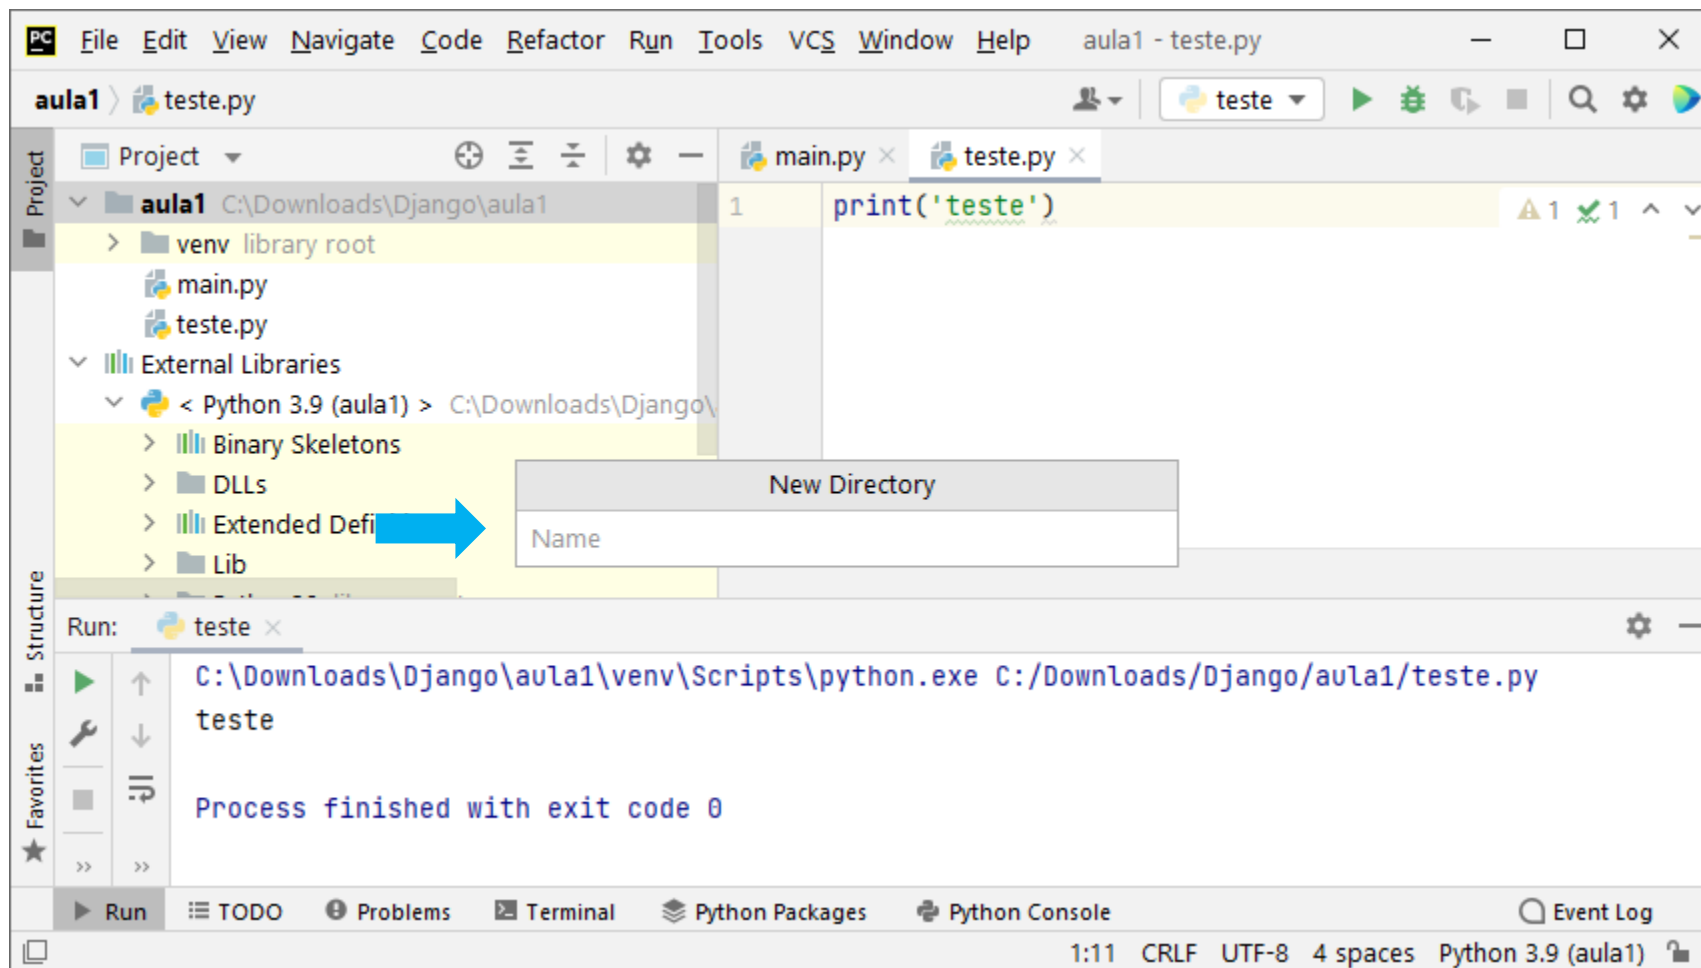 PC File Edit View Navigate Code Refactor Run Tools VCS Window Help aula1 - teste.py
aula1 teste.py teste
Project main.py teste.py
Project
aula1 C:\Downloads\Django\aula1
1 print('teste') 1 1
venv library root
main.py
teste.py
External Libraries
< Python 3.9 (aula1) > C:\Downloads\Django\
Binary Skeletons
DLLs
New Directory
Extended Defi
Name
Lib
Structure
Run: teste
C:\Downloads\Django\aula1\venv\Scripts\python.exe C:/Downloads/Django/aula1/teste.py
teste
Favorites
Process finished with exit code 0
Run TODO Problems Terminal Python Packages Python Console Event Log
1:11 CRLF UTF-8 4 spaces Python 3.9 (aula1)